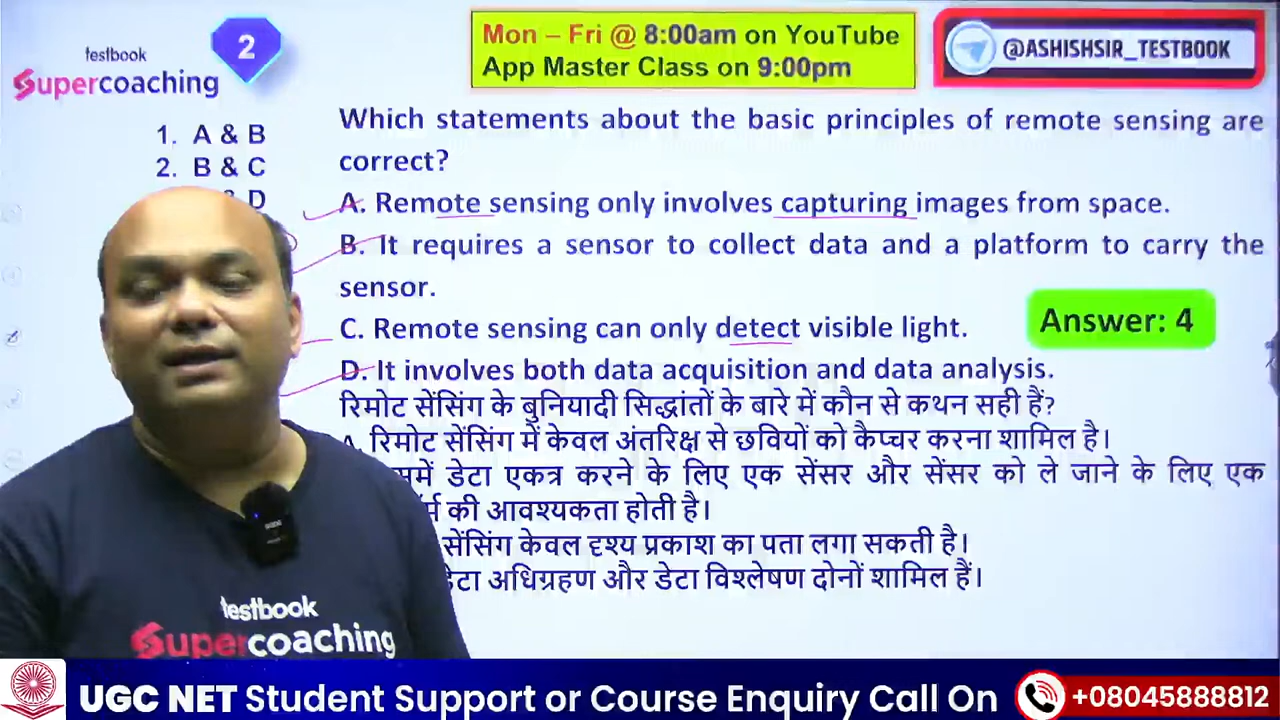 testbook
Supercoaching
2
Mon – Fri @ 8:00am on YouTube
App Master Class on 9:00pm
@ASHISHSIR_TESTBOOK
1. A & B
2. B & C
D
Which statements about the basic principles of remote sensing are
correct?
A. Remote sensing only involves capturing images from space.
B. It requires a sensor to collect data and a platform to carry the
sensor.
C. Remote sensing can only detect visible light.
D. It involves both data acquisition and data analysis.
Answer: 4
रिमोट सेंसिंग के बुनियादी सिद्धांतों के बारे में कौन से कथन सही हैं?
रिमोट सेंसिंग में केवल अंतरिक्ष से छवियों को कैप्चर करना शामिल है।
डेटा एकत्र करने के लिए एक सेंसर और सेंसर को ले जाने के लिए एक
की आवश्यकता होती है।
सेंसिंग केवल दृश्य प्रकाश का पता लगा सकती है।
डेटा अधिग्रहण और डेटा विश्लेषण दोनों शामिल हैं।
testbook
Supercoaching
UGC NET Student Support or Course Enquiry Call On
+08045888812